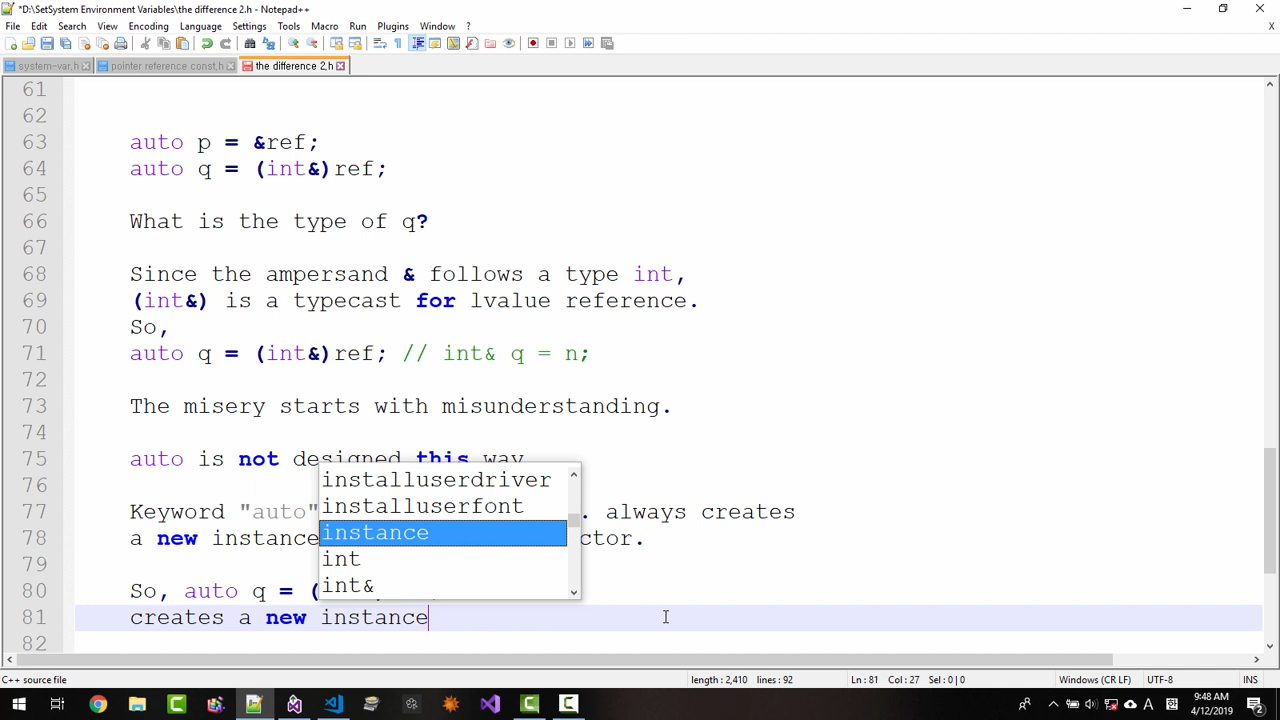 *D:\SetSystem Environment Variables\the difference 2.h - Notepad++
File Edit Search View Encoding Language Settings Tools Macro Run Plugins Window ?
X
system-var.h pointer reference const.h the difference 2.h
61
62
63 auto p = &ref;
64 auto q = (int&)ref;
65
66 What is the type of q?
67
68 Since the ampersand & follows a type int,
69 (int&) is a typecast for lvalue reference.
70 So,
71 auto q = (int&)ref; // int& q = n;
72
73 The misery starts with misunderstanding.
74
75 auto is not designed this way
76
77 Keyword "auto" . always creates
78 a new instance ctor.
79
80 So, auto q = (
81 creates a new instance
82
installuserdriver
installuserfont
instance
int
int&
C++ source file length : 2,410 lines : 92 Ln : 81 Col : 27 Sel : 0 | 0 Windows (CR LF) UTF-8 INS
A
9:48 AM
4/12/2019
2